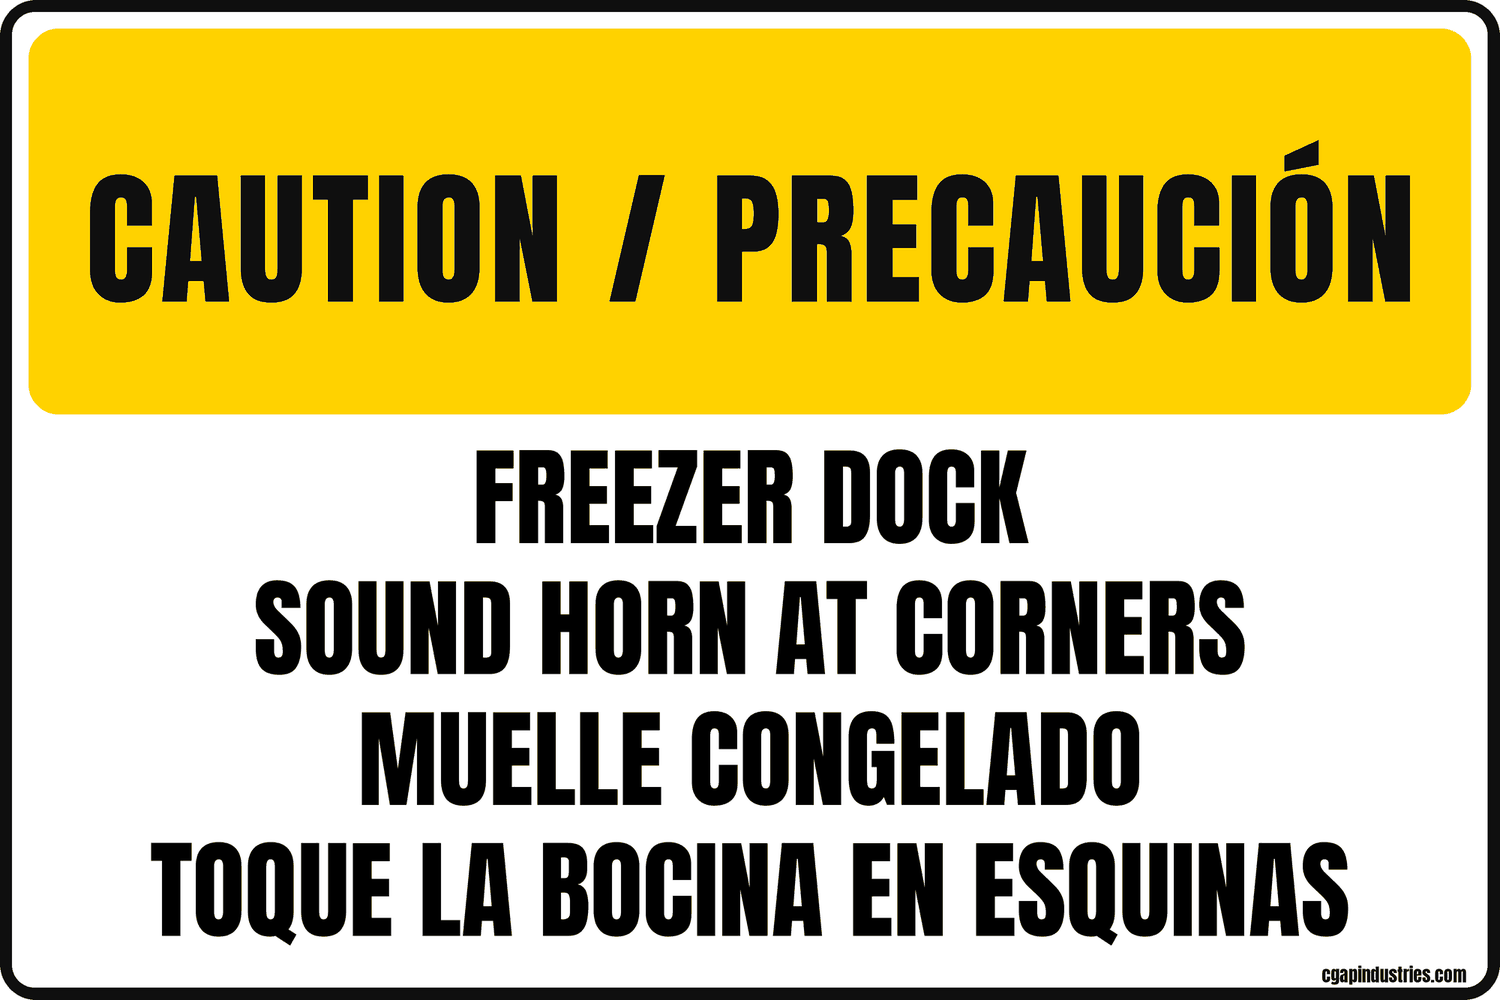 CAUTION / PRECAUCIÓN
FREEZER DOCK
SOUND HORN AT CORNERS
MUELLE CONGELADO
TOQUE LA BOCINA EN ESQUINAS
cgapindustries.com